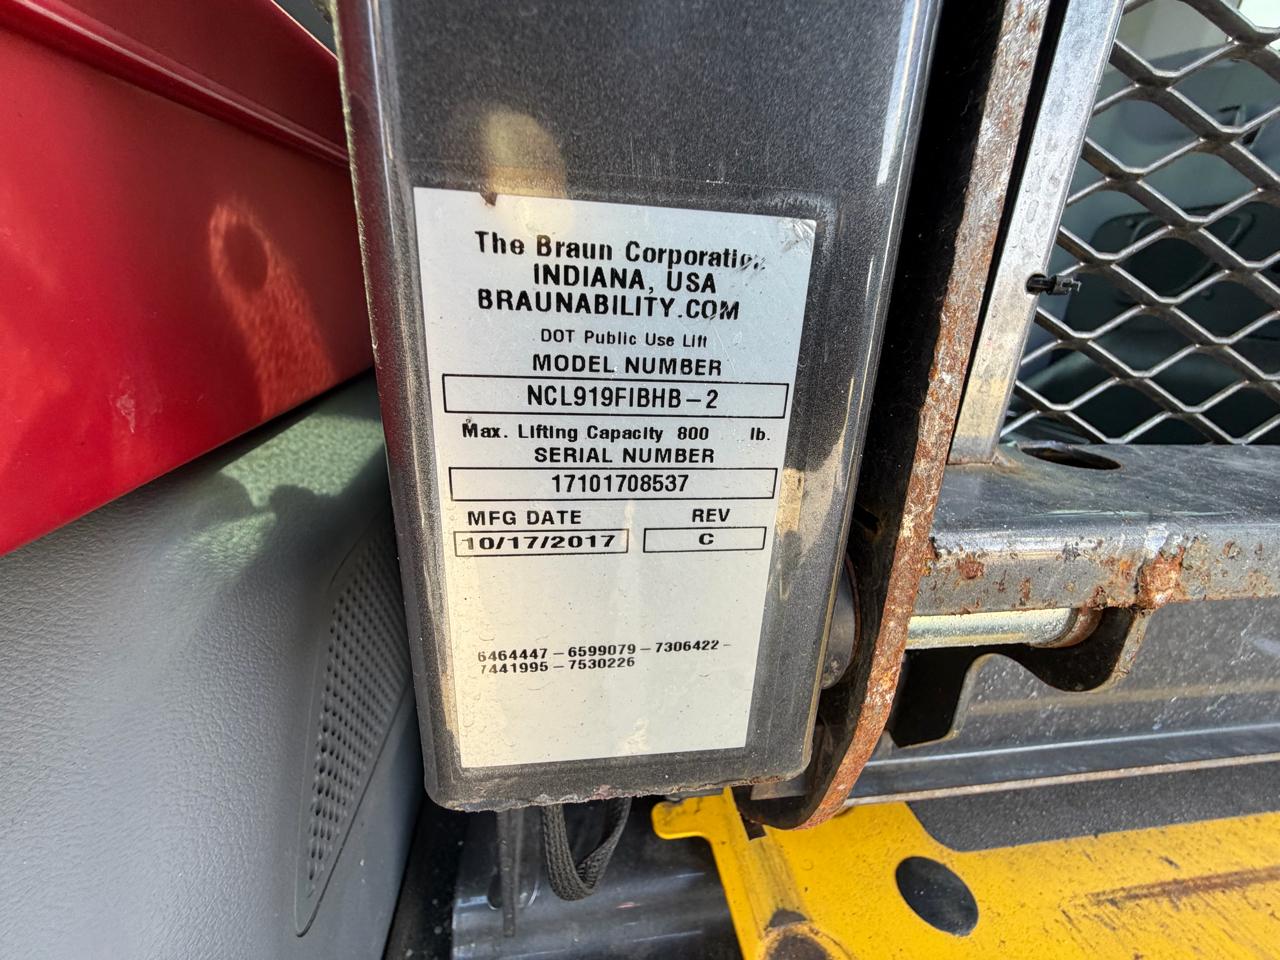 The Braun Corporation
INDIANA, USA
BRAUNABILITY.COM
DOT Public Use Lift
MODEL NUMBER
NCL919FIBHB-2
Max. Lifting Capacity 800 lb.
SERIAL NUMBER
17101708537
MFG DATE REV
10/17/2017 C
6464447-6599079-7306422-
7441995-7530226